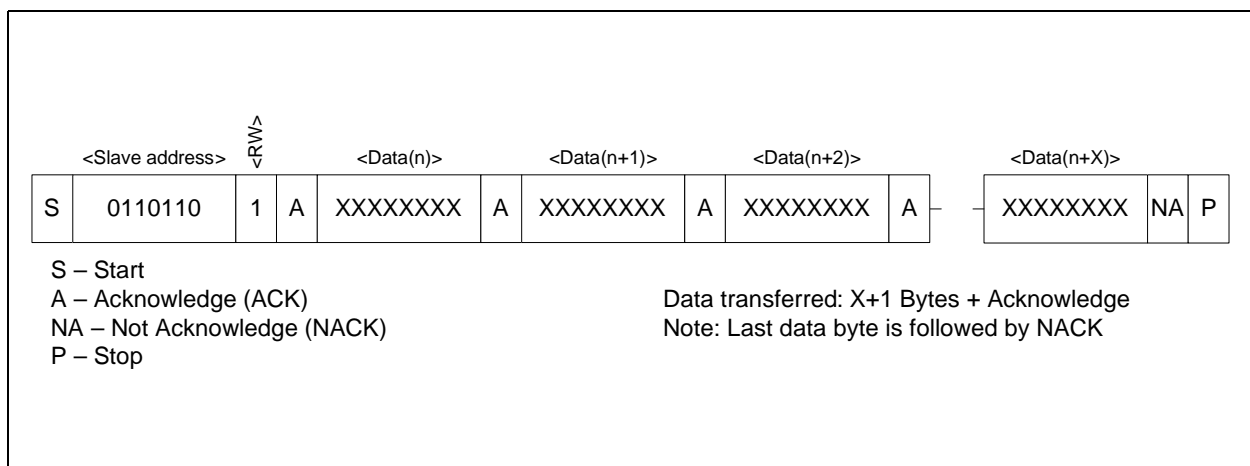 <RW>
<Slave address> <Data(n)> <Data(n+1)> <Data(n+2)> <Data(n+X)>
S 0110110 1 A XXXXXXXX A XXXXXXXX A XXXXXXXX A XXXXXXXX NA P
S – Start
A – Acknowledge (ACK)
NA – Not Acknowledge (NACK)
P – Stop
Data transferred: X+1 Bytes + Acknowledge
Note: Last data byte is followed by NACK